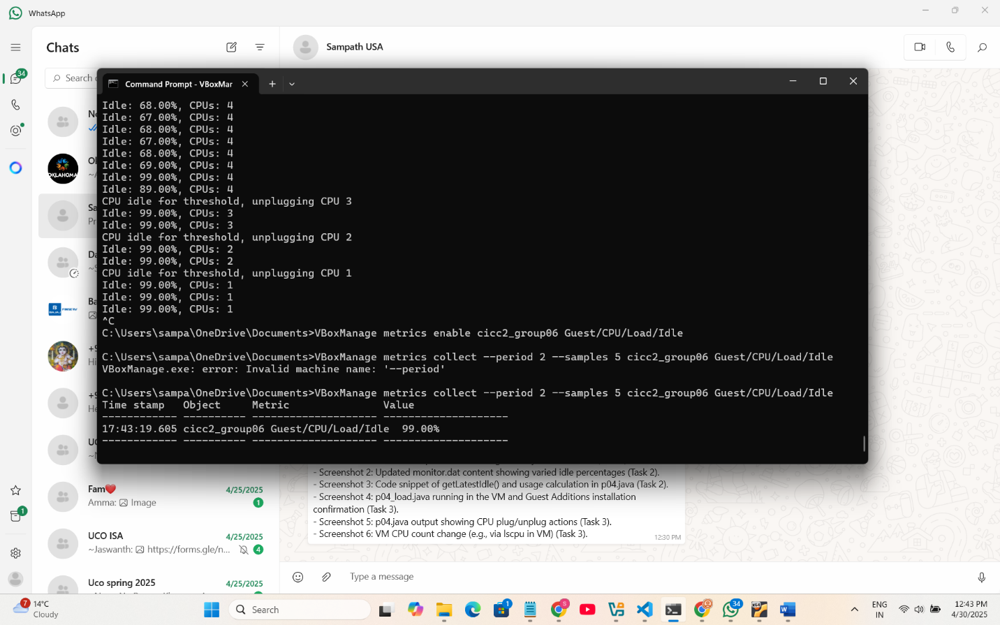 WhatsApp
Chats
Sampath USA
34
Search
Command Prompt - VBoxMar
Idle: 68.00%, CPUs: 4
Idle: 67.00%, CPUs: 4
Idle: 68.00%, CPUs: 4
Idle: 67.00%, CPUs: 4
Idle: 68.00%, CPUs: 4
Idle: 69.00%, CPUs: 4
Idle: 99.00%, CPUs: 4
Idle: 89.00%, CPUs: 4
CPU idle for threshold, unplugging CPU 3
Idle: 99.00%, CPUs: 3
Idle: 99.00%, CPUs: 3
CPU idle for threshold, unplugging CPU 2
Idle: 99.00%, CPUs: 2
Idle: 99.00%, CPUs: 2
CPU idle for threshold, unplugging CPU 1
Idle: 99.00%, CPUs: 1
Idle: 99.00%, CPUs: 1
Idle: 99.00%, CPUs: 1
^C
C:\Users\sampa\OneDrive\Documents>VBoxManage metrics enable cicc2_group06 Guest/CPU/Load/Idle
C:\Users\sampa\OneDrive\Documents>VBoxManage metrics collect --period 2 --samples 5 cicc2_group06 Guest/CPU/Load/Idle
VBoxManage.exe: error: Invalid machine name: '--period'
C:\Users\sampa\OneDrive\Documents>VBoxManage metrics collect --period 2 --samples 5 cicc2_group06 Guest/CPU/Load/Idle
Time stamp Object Metric Value
------------ ---------- -------------------- --------------------
17:43:19.605 cicc2_group06 Guest/CPU/Load/Idle 99.00%
------------ ---------- -------------------- --------------------
OKLAHOMA
- Screenshot 2: Updated monitor.dat content showing varied idle percentages (Task 2).
- Screenshot 3: Code snippet of getLatestIdle() and usage calculation in p04.java (Task 2).
- Screenshot 4: p04_load.java running in the VM and Guest Additions installation
confirmation (Task 3).
- Screenshot 5: p04.java output showing CPU plug/unplug actions (Task 3).
- Screenshot 6: VM CPU count change (e.g., via lscpu in VM) (Task 3).
12:30 PM
Fam❤️ 4/25/2025
Amma: Image 1
UCO ISA 4/25/2025
~Jaswanth: https://forms.gle/n... 4
Uco spring 2025 4/25/2025
1
Type a message
7
14°C
Cloudy
Search
1
34
ENG
IN
12:43 PM
4/30/2025